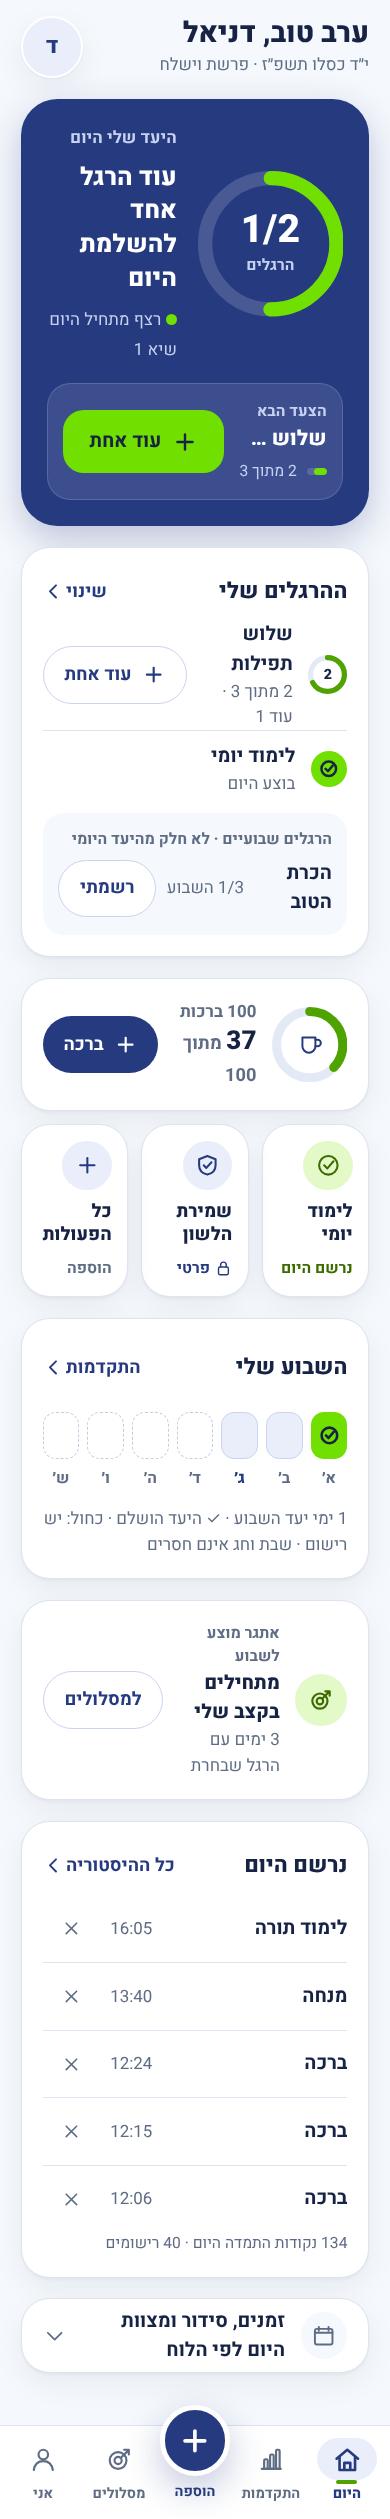 ערב טוב, דניאל
ד
י״ד כסלו תשפ״ז · פרשת וישלח
היעד שלי היום
עוד הרגל
אחד
להשלמת
היום
1/2
הרגלים
רצף מתחיל היום
שיא 1
הצעד הבא
שלוש ...
2 מתוך 3
עוד אחת
ההרגלים שלי
שינוי
2
שלוש
תפילות
2 מתוך 3 ·
עוד 1
עוד אחת
לימוד יומי
בוצע היום
הרגלים שבועיים · לא חלק מהיעד היומי
הכרת
הטוב
1/3 השבוע
רשמתי
100 ברכות
37 מתוך
100
ברכה
לימוד
יומי
נרשם היום
שמירת
הלשון
פרטי
כל
הפעולות
הוספה
השבוע שלי
התקדמות
א׳
ב׳
ג׳
ד׳
ה׳
ו׳
ש׳
1 ימי יעד השבוע · ✓ היעד הושלם · כחול: יש
רישום · שבת וחג אינם חסרים
אתגר מוצע
לשבוע
מתחילים
בקצב שלי
3 ימים עם
הרגל שבחרת
למסלולים
נרשם היום
כל ההיסטוריה
לימוד תורה
16:05
מנחה
13:40
ברכה
12:24
ברכה
12:15
ברכה
12:06
134 נקודות התמדה היום · 40 רישומים
זמנים, סידור ומצוות
היום לפי הלוח
היום
התקדמות
הוספה
מסלולים
אני